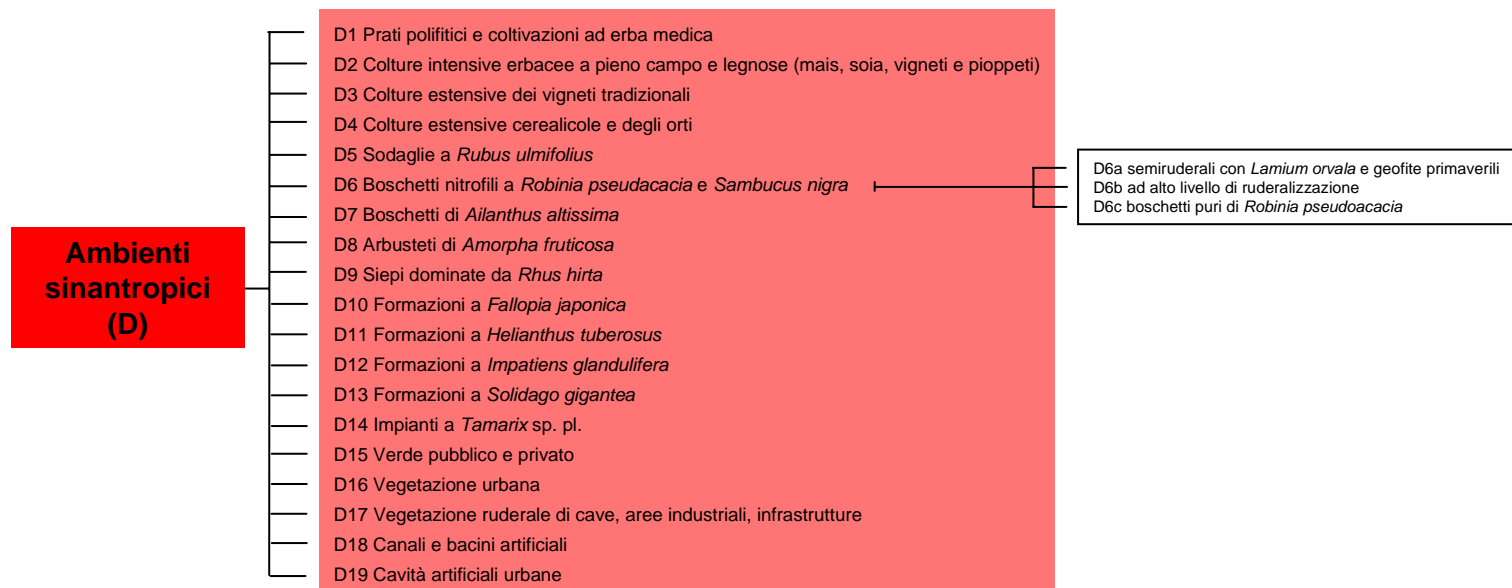 Ambienti
sinantropici
(D)
D1 Prati polifitici e coltivazioni ad erba medica
D2 Colture intensive erbacee a pieno campo e legnose (mais, soia, vigneti e pioppeti)
D3 Colture estensive dei vigneti tradizionali
D4 Colture estensive cerealicole e degli orti
D5 Sodaglie a Rubus ulmifolius
D6 Boschetti nitrofili a Robinia pseudacacia e Sambucus nigra
D7 Boschetti di Ailanthus altissima
D8 Arbusteti di Amorpha fruticosa
D9 Siepi dominate da Rhus hirta
D10 Formazioni a Fallopia japonica
D11 Formazioni a Helianthus tuberosus
D12 Formazioni a Impatiens glandulifera
D13 Formazioni a Solidago gigantea
D14 Impianti a Tamarix sp. pl.
D15 Verde pubblico e privato
D16 Vegetazione urbana
D17 Vegetazione ruderale di cave, aree industriali, infrastrutture
D18 Canali e bacini artificiali
D19 Cavità artificiali urbane
D6a semiruderali con Lamium orvala e geofite primaverili
D6b ad alto livello di ruderalizzazione
D6c boschetti puri di Robinia pseudoacacia